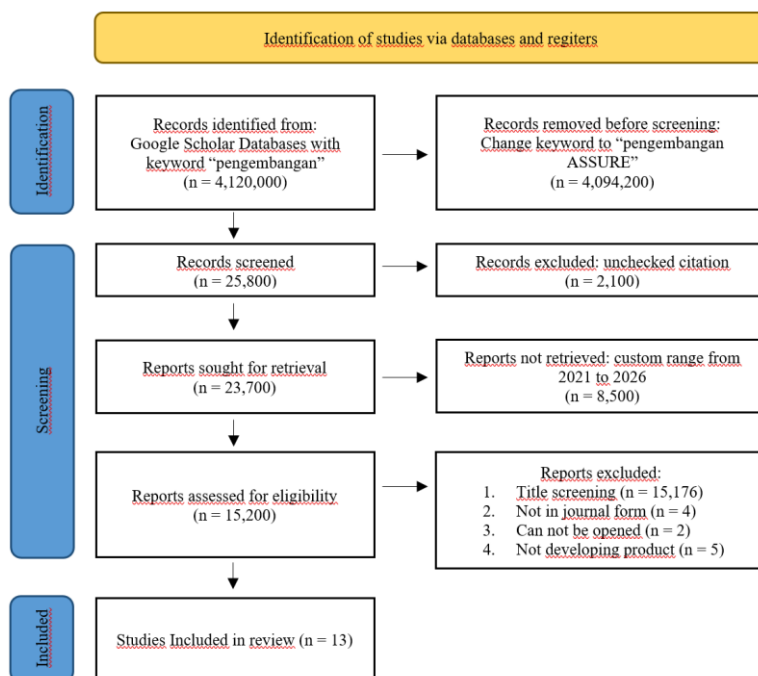 Identification of studies via databases and regiters
Identification
Records identified from:
Google Scholar Databases with
keyword “pengembangan”
(n = 4,120,000)
Records removed before screening:
Change keyword to “pengembangan
ASSURE”
(n = 4,094,200)
Screening
Records screened
(n = 25,800)
Records excluded: unchecked citation
(n = 2,100)
Reports sought for retrieval
(n = 23,700)
Reports not retrieved: custom range from
2021 to 2026
(n = 8,500)
Reports assessed for eligibility
(n = 15,200)
Reports excluded:
1. Title screening (n = 15,176)
2. Not in journal form (n = 4)
3. Can not be opened (n = 2)
4. Not developing product (n = 5)
Included
Studies Included in review (n = 13)